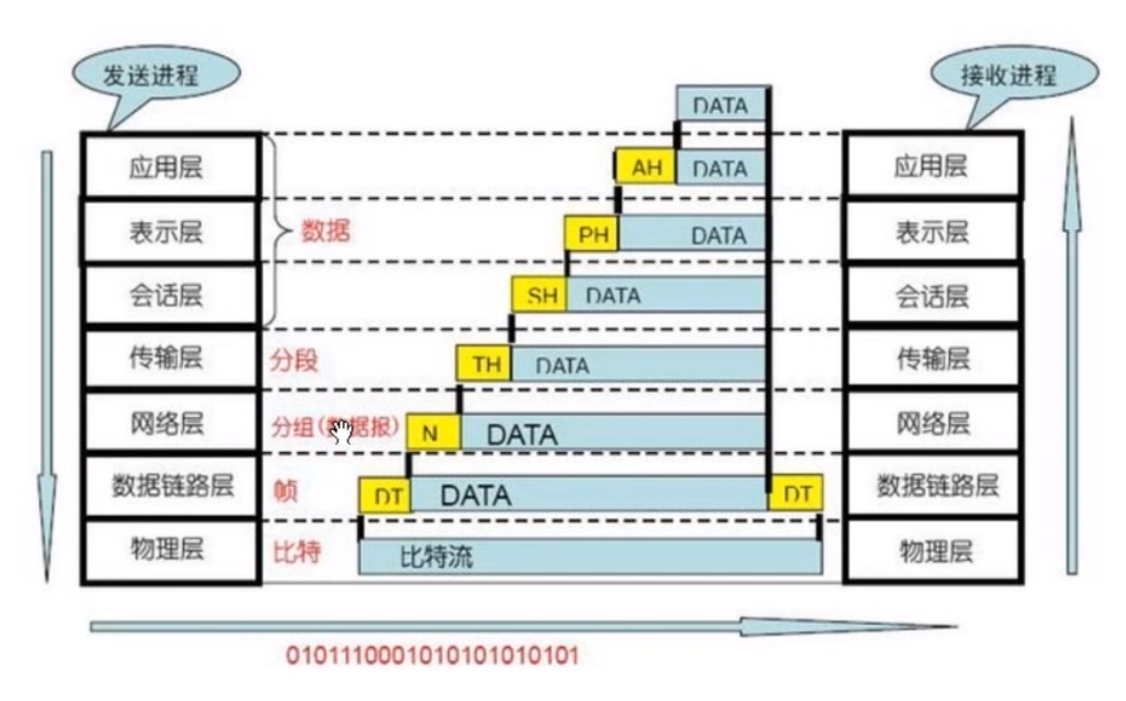 发送进程
接收进程
DATA
应用层
AH
DATA
应用层
表示层
数据
PH
DATA
表示层
会话层
SH
DATA
会话层
传输层
分段
TH
DATA
传输层
网络层
分组(数据报)
N
DATA
网络层
数据链路层
帧
DT
DATA
DT
数据链路层
物理层
比特
比特流
物理层
0101110001010101010101